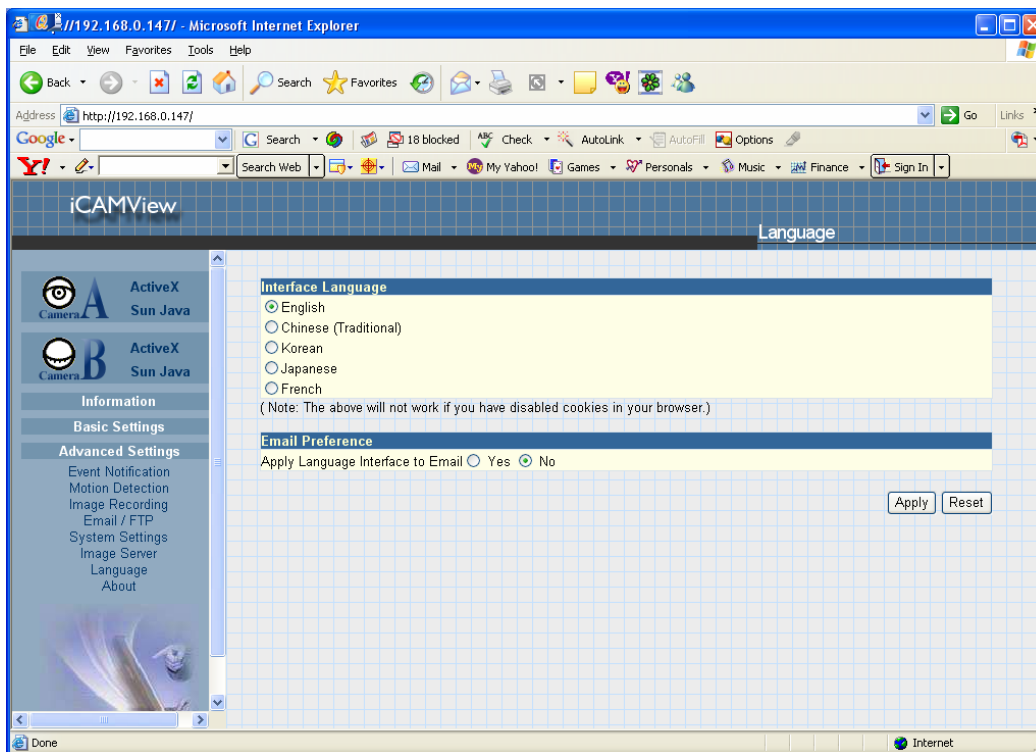 //192.168.0.147/ - Microsoft Internet Explorer
File Edit View Favorites Tools Help
Back Search Favorites
Address http://192.168.0.147/ Go Links
Google Search 18 blocked ABC Check AutoLink AutoFill Options
Y! Search Web Mail My My Yahoo! Games Personals Music Finance Sign In
iCAMView
Language
Camera A ActiveX
Sun Java
Camera B ActiveX
Sun Java
Information
Basic Settings
Advanced Settings
Event Notification
Motion Detection
Image Recording
Email / FTP
System Settings
Image Server
Language
About
Interface Language
English
Chinese (Traditional)
Korean
Japanese
French
( Note: The above will not work if you have disabled cookies in your browser.)
Email Preference
Apply Language Interface to Email Yes No
Apply Reset
Done Internet